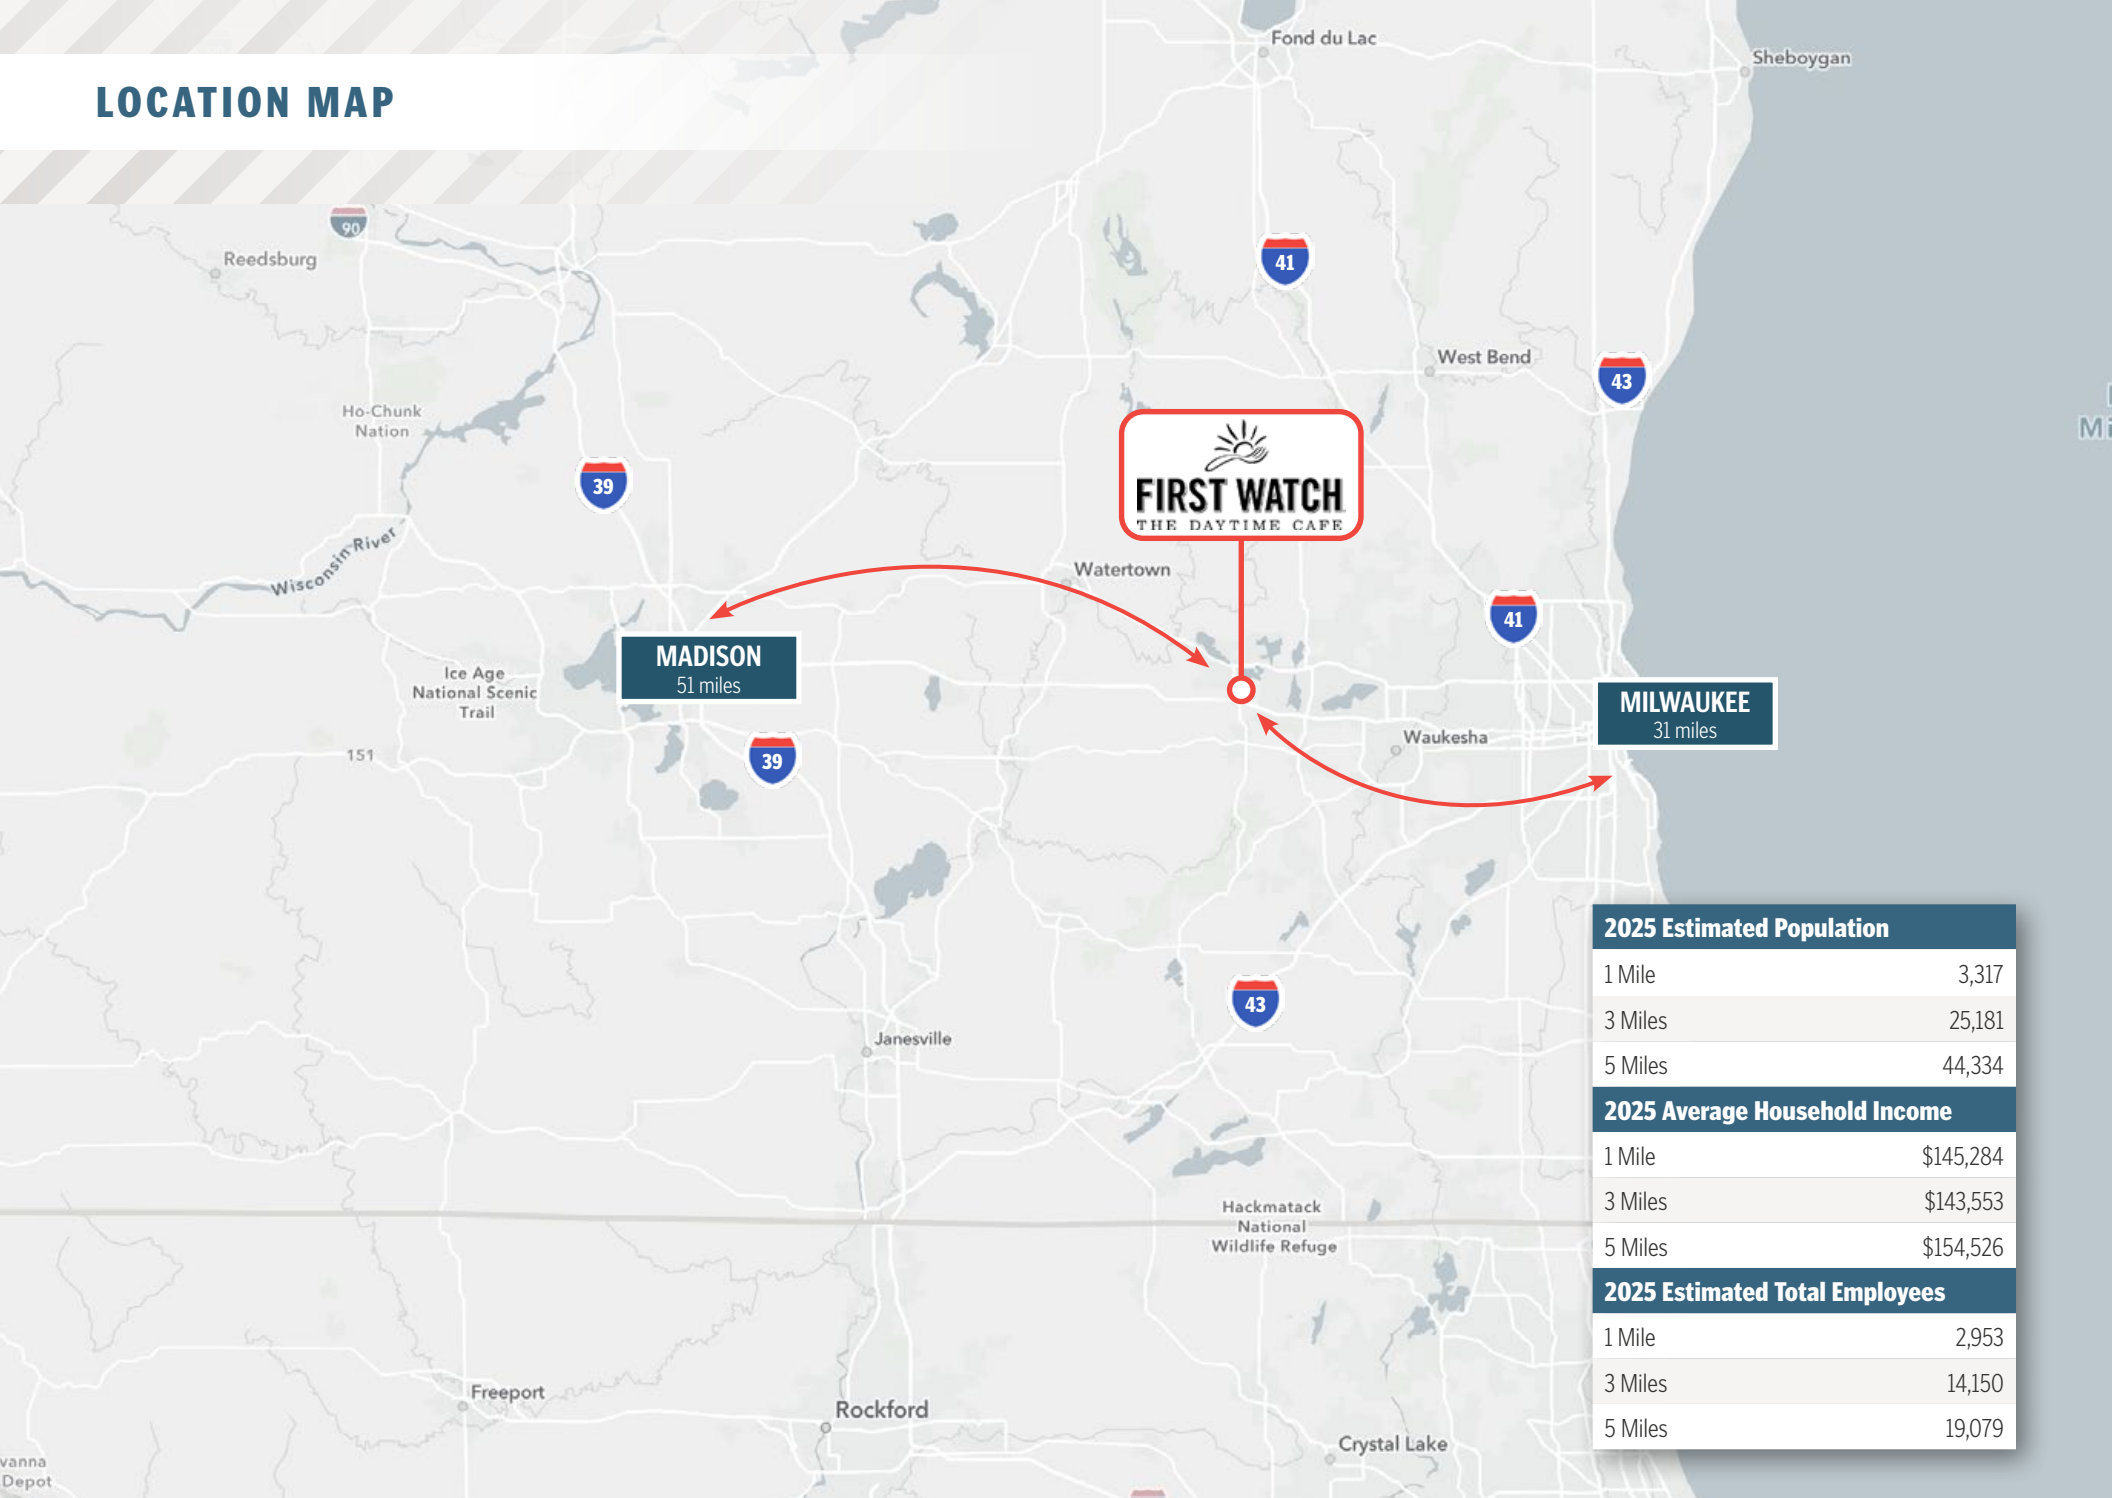 LOCATION MAP
Fond du Lac
Sheboygan
90
Reedsburg
41
West Bend
43
Ho-Chunk
Nation
39
FIRST WATCH
THE DAYTIME CAFE
Wisconsin River
Watertown
41
MADISON
51 miles
Ice Age
National Scenic
Trail
MILWAUKEE
31 miles
Waukesha
151
39
43
Janesville
Hackmatack
National
Wildlife Refuge
Freeport
Rockford
Crystal Lake
Depot
2025 Estimated Population
1 Mile 3,317
3 Miles 25,181
5 Miles 44,334
2025 Average Household Income
1 Mile $145,284
3 Miles $143,553
5 Miles $154,526
2025 Estimated Total Employees
1 Mile 2,953
3 Miles 14,150
5 Miles 19,079